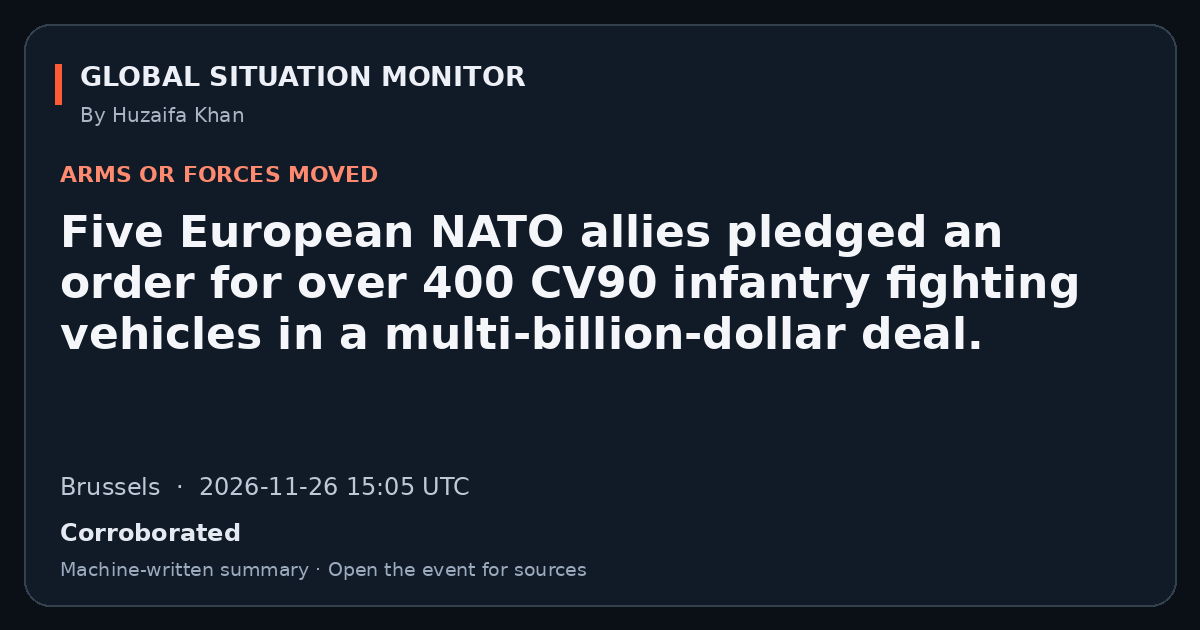 GLOBAL SITUATION MONITOR
By Huzaifa Khan
ARMS OR FORCES MOVED
Five European NATO allies pledged an
order for over 400 CV90 infantry fighting
vehicles in a multi-billion-dollar deal.
Brussels · 2026-11-26 15:05 UTC
Corroborated
Machine-written summary · Open the event for sources